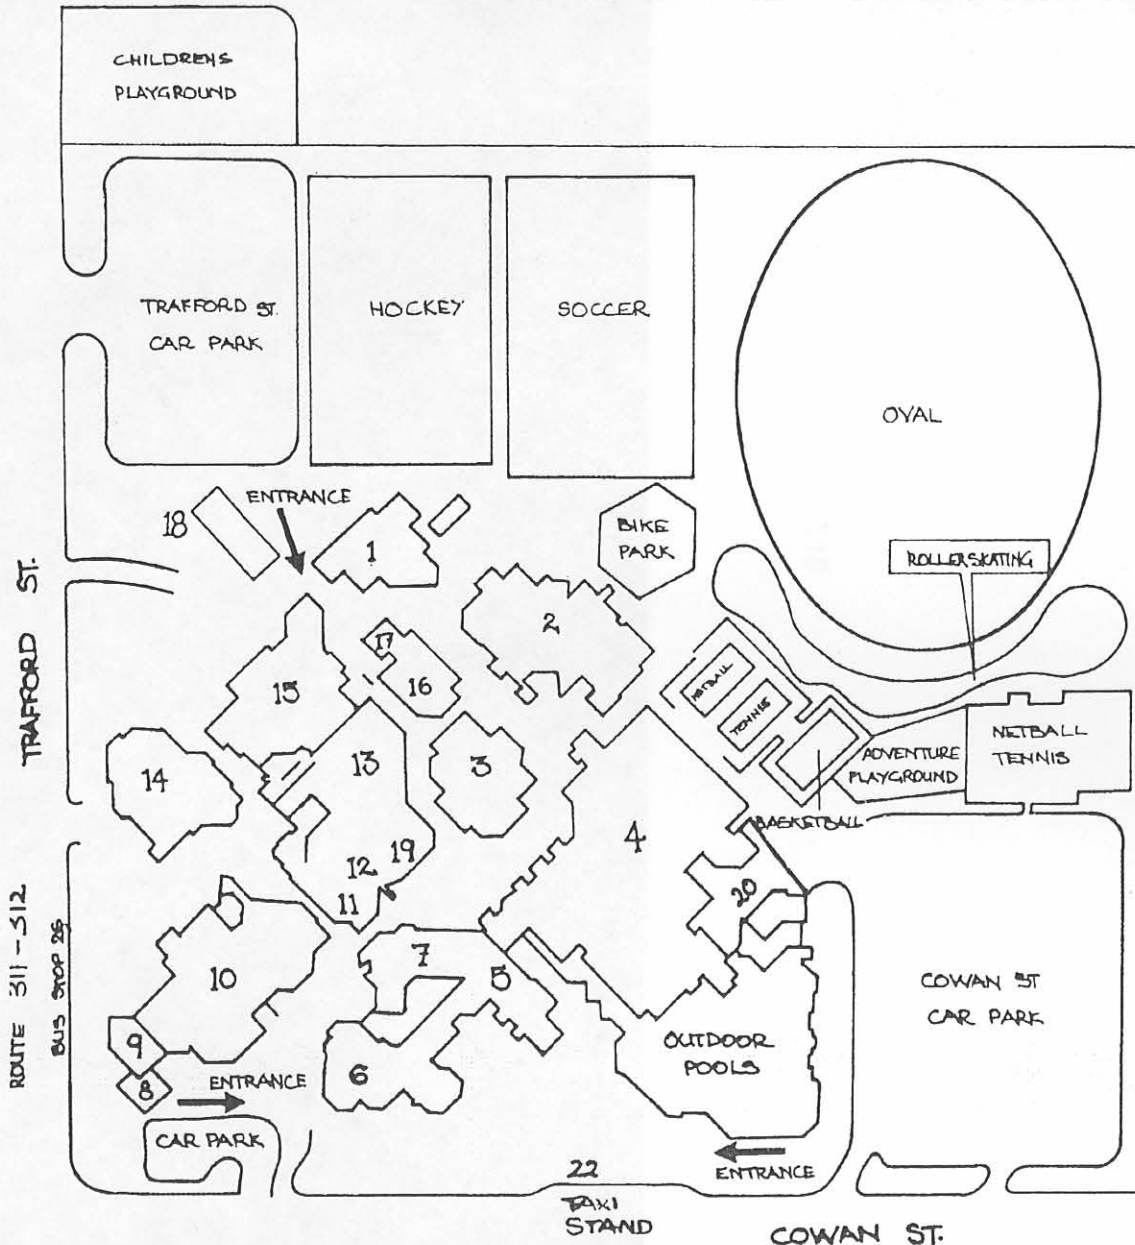 CHILDRENS
PLAYGROUND
TRAFFORD ST.
CAR PARK
HOCKEY
SOCCER
OVAL
ENTRANCE
18
1
BIKE
PARK
ROLLERSKATING
TRAFFORD ST.
2
17
16
15
NETBALL
TENNIS
NETBALL
TENNIS
13
3
14
ADVENTURE
PLAYGROUND
BASKETBALL
4
12
19
11
20
ROUTE 311-312
BUS STOP 26
7
5
10
COWAN ST
CAR PARK
9
8
6
OUTDOOR
POOLS
ENTRANCE
CAR PARK
22
TAXI
STAND
ENTRANCE
COWAN ST.